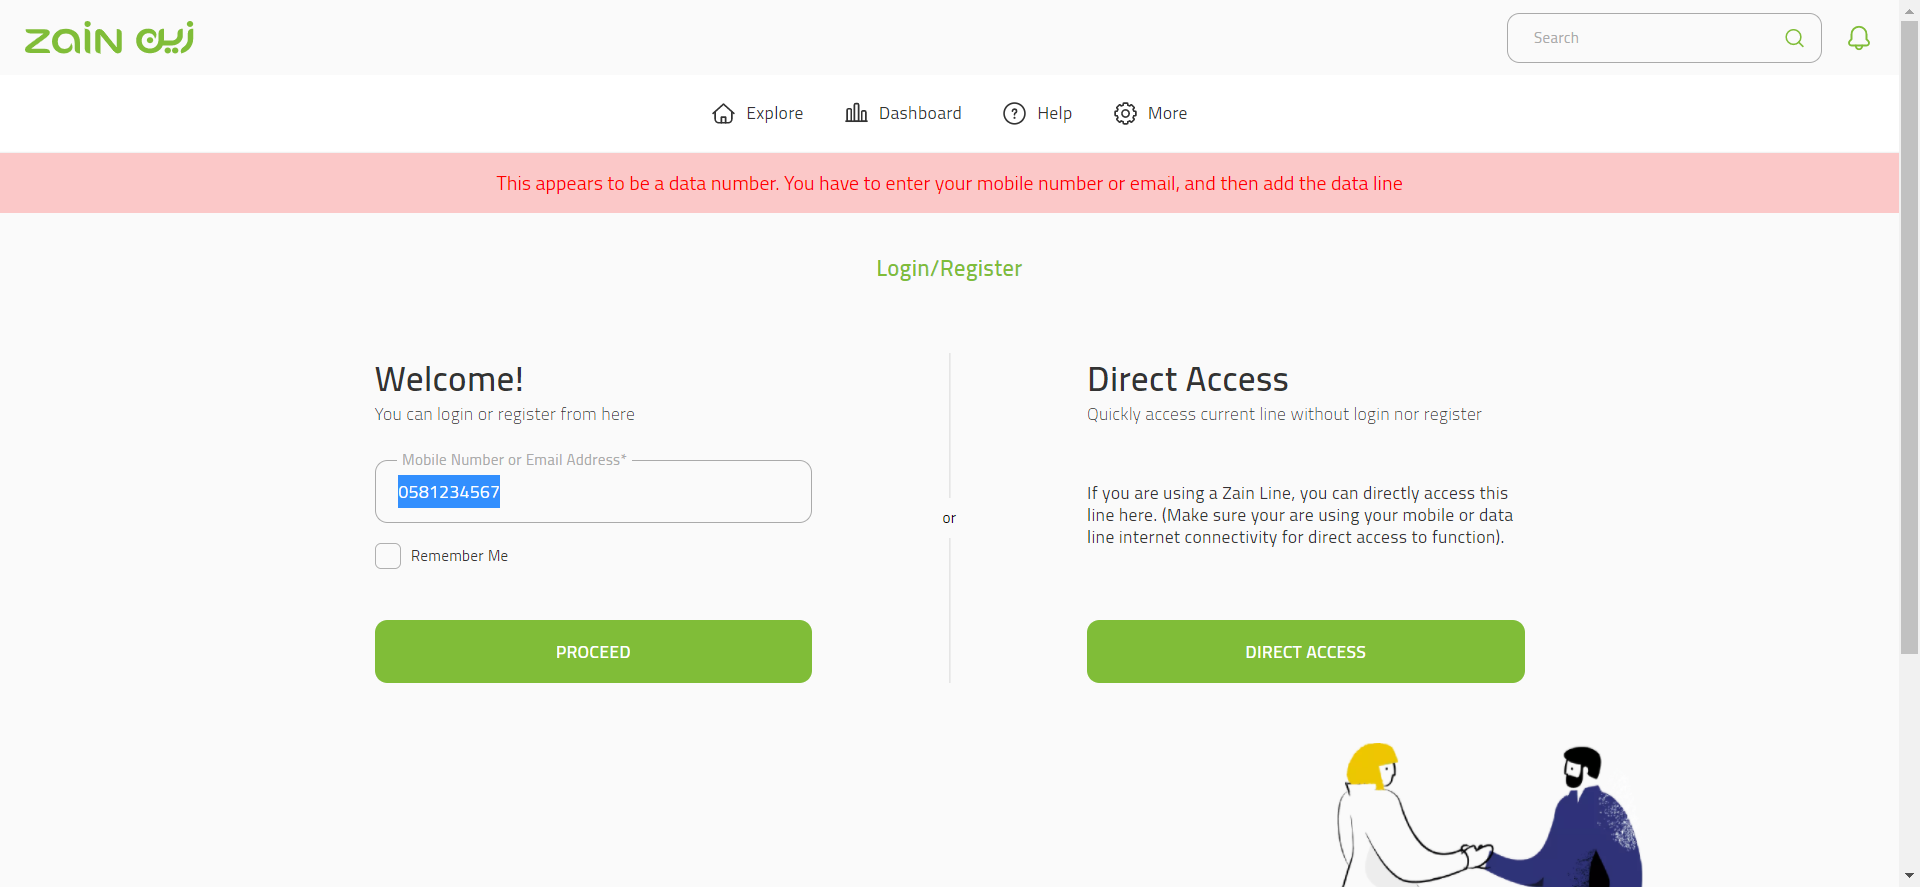 zain زين
Search
Explore
Dashboard
Help
More
This appears to be a data number. You have to enter your mobile number or email, and then add the data line
Login/Register
Welcome!
You can login or register from here
Mobile Number or Email Address*
0581234567
Remember Me
PROCEED
or
Direct Access
Quickly access current line without login nor register
If you are using a Zain Line, you can directly access this
line here. (Make sure your are using your mobile or data
line internet connectivity for direct access to function).
DIRECT ACCESS